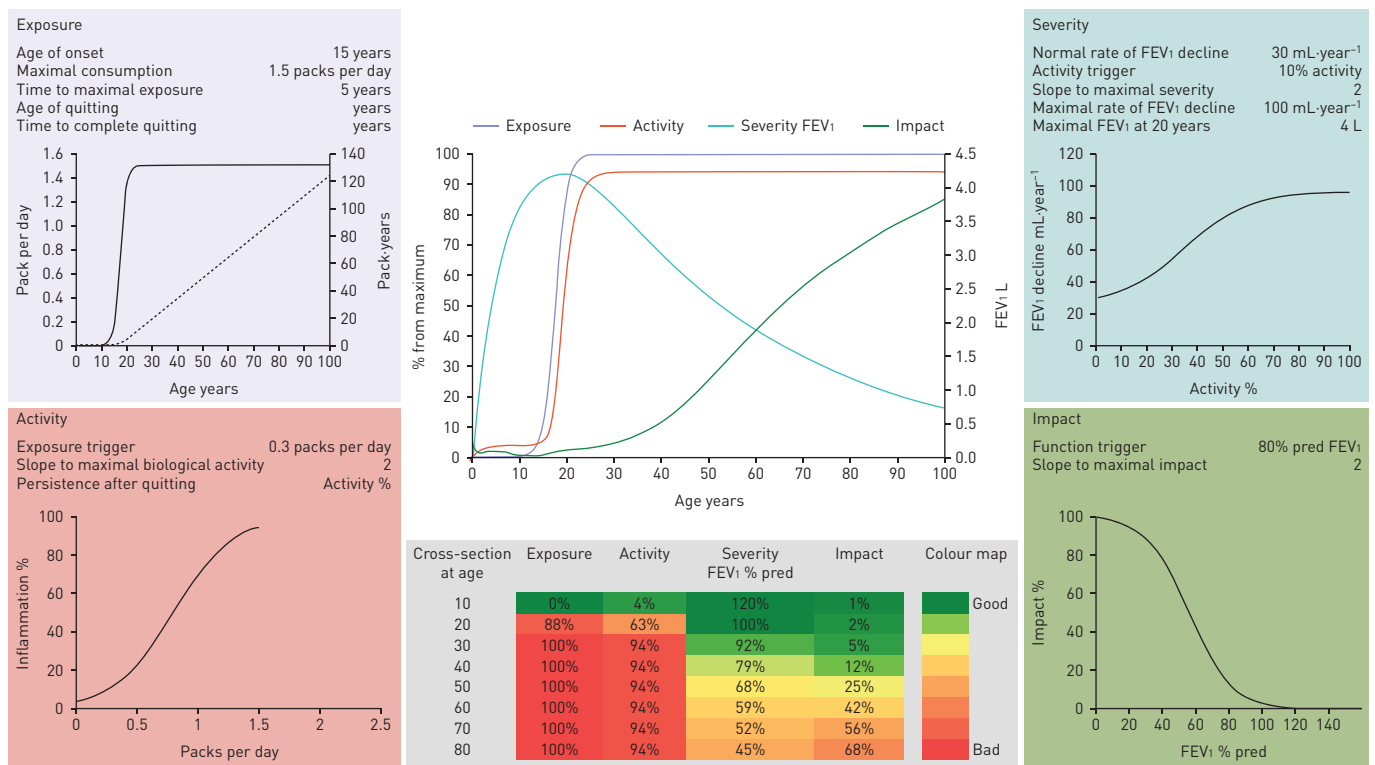 Exposure
Age of onset 15 years
Maximal consumption 1.5 packs per day
Time to maximal exposure 5 years
Age of quitting years
Time to complete quitting years
1.6
1.4
1.2
1.0
0.8
0.6
0.4
0.2
0
Pack per day
140
120
100
80
60
40
20
0
Pack·years
0 10 20 30 40 50 60 70 80 90 100
Age years
Activity
Exposure trigger 0.3 packs per day
Slope to maximal biological activity 2
Persistence after quitting Activity %
100
80
60
40
20
0
Inflammation %
0 0.5 1 1.5 2 2.5
Packs per day
Exposure Activity Severity FEV1 Impact
100
90
80
70
60
50
40
30
20
10
0
% from maximum
4.5
4.0
3.5
3.0
2.5
2.0
1.5
1.0
0.5
0.0
FEV1 L
0 10 20 30 40 50 60 70 80 90 100
Age years
Cross-section Exposure Activity Severity Impact Colour map
at age FEV1 % pred
10 0% 4% 120% 1% Good
20 88% 63% 100% 2%
30 100% 94% 92% 5%
40 100% 94% 79% 12%
50 100% 94% 68% 25%
60 100% 94% 59% 42%
70 100% 94% 52% 56%
80 100% 94% 45% 68% Bad
Severity
Normal rate of FEV1 decline 30 mL·year⁻¹
Activity trigger 10% activity
Slope to maximal severity 2
Maximal rate of FEV1 decline 100 mL·year⁻¹
Maximal FEV1 at 20 years 4 L
120
100
80
60
40
20
0
FEV1 decline mL·year⁻¹
0 10 20 30 40 50 60 70 80 90 100
Activity %
Impact
Function trigger 80% pred FEV1
Slope to maximal impact 2
100
80
60
40
20
0
Impact %
0 20 40 60 80 100 120 140
FEV1 % pred